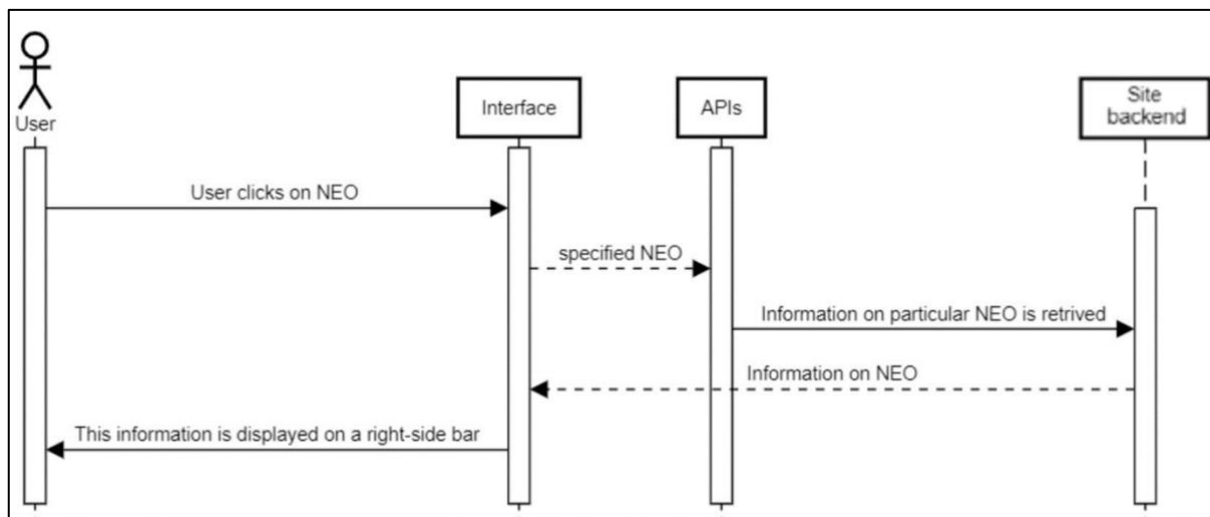 User
Interface
APIs
Site
backend
User clicks on NEO
specified NEO
Information on particular NEO is retrived
Information on NEO
This information is displayed on a right-side bar